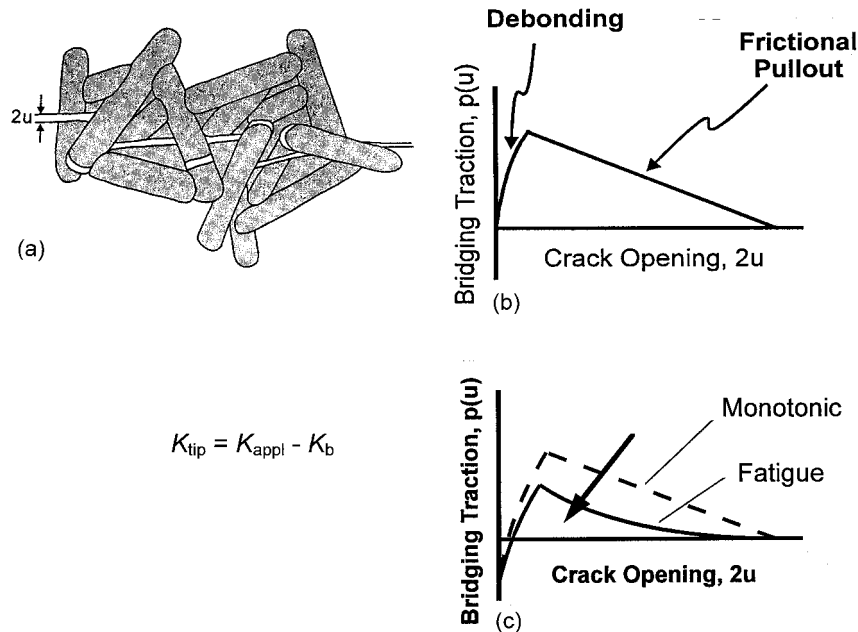 2u
(a)
Debonding
Frictional
Pullout
Bridging Traction, p(u)
Crack Opening, 2u
(b)
K_tip = K_appl - K_b
Monotonic
Fatigue
Bridging Traction, p(u)
Crack Opening, 2u
(c)